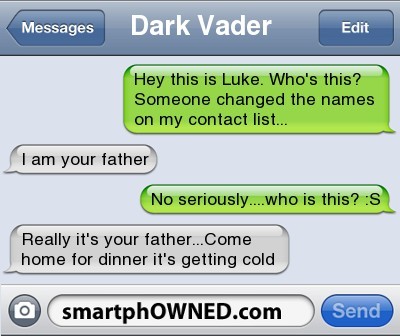 Messages
Dark Vader
Edit
Hey this is Luke. Who's this?
Someone changed the names
on my contact list...
I am your father
No seriously....who is this? :S
Really it's your father...Come
home for dinner it's getting cold
smartphOWNED.com
Send